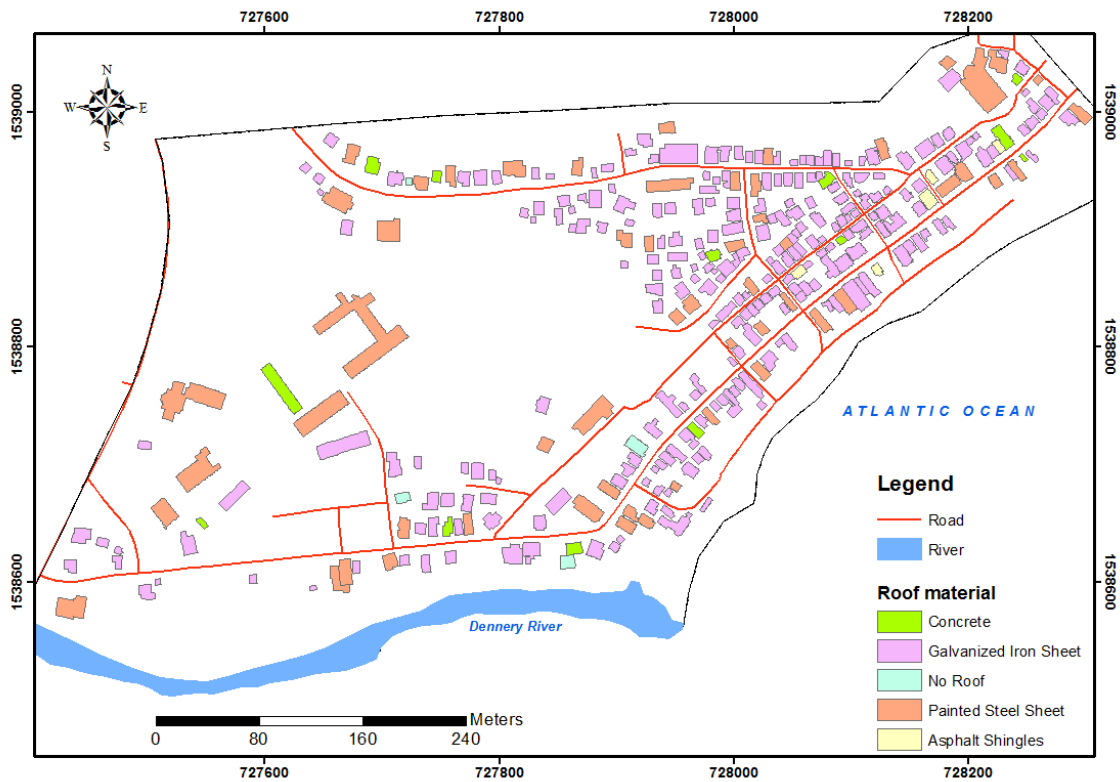 727600 727800 728000 728200
N
W E
S
1539000 1539000
1538800 1538800
ATLANTIC OCEAN
Legend
Road
River
1538600 1538600
Roof material
Concrete
Dennery River
Galvanized Iron Sheet
No Roof
Painted Steel Sheet
Meters
0 80 160 240
Asphalt Shingles
727600 727800 728000 728200